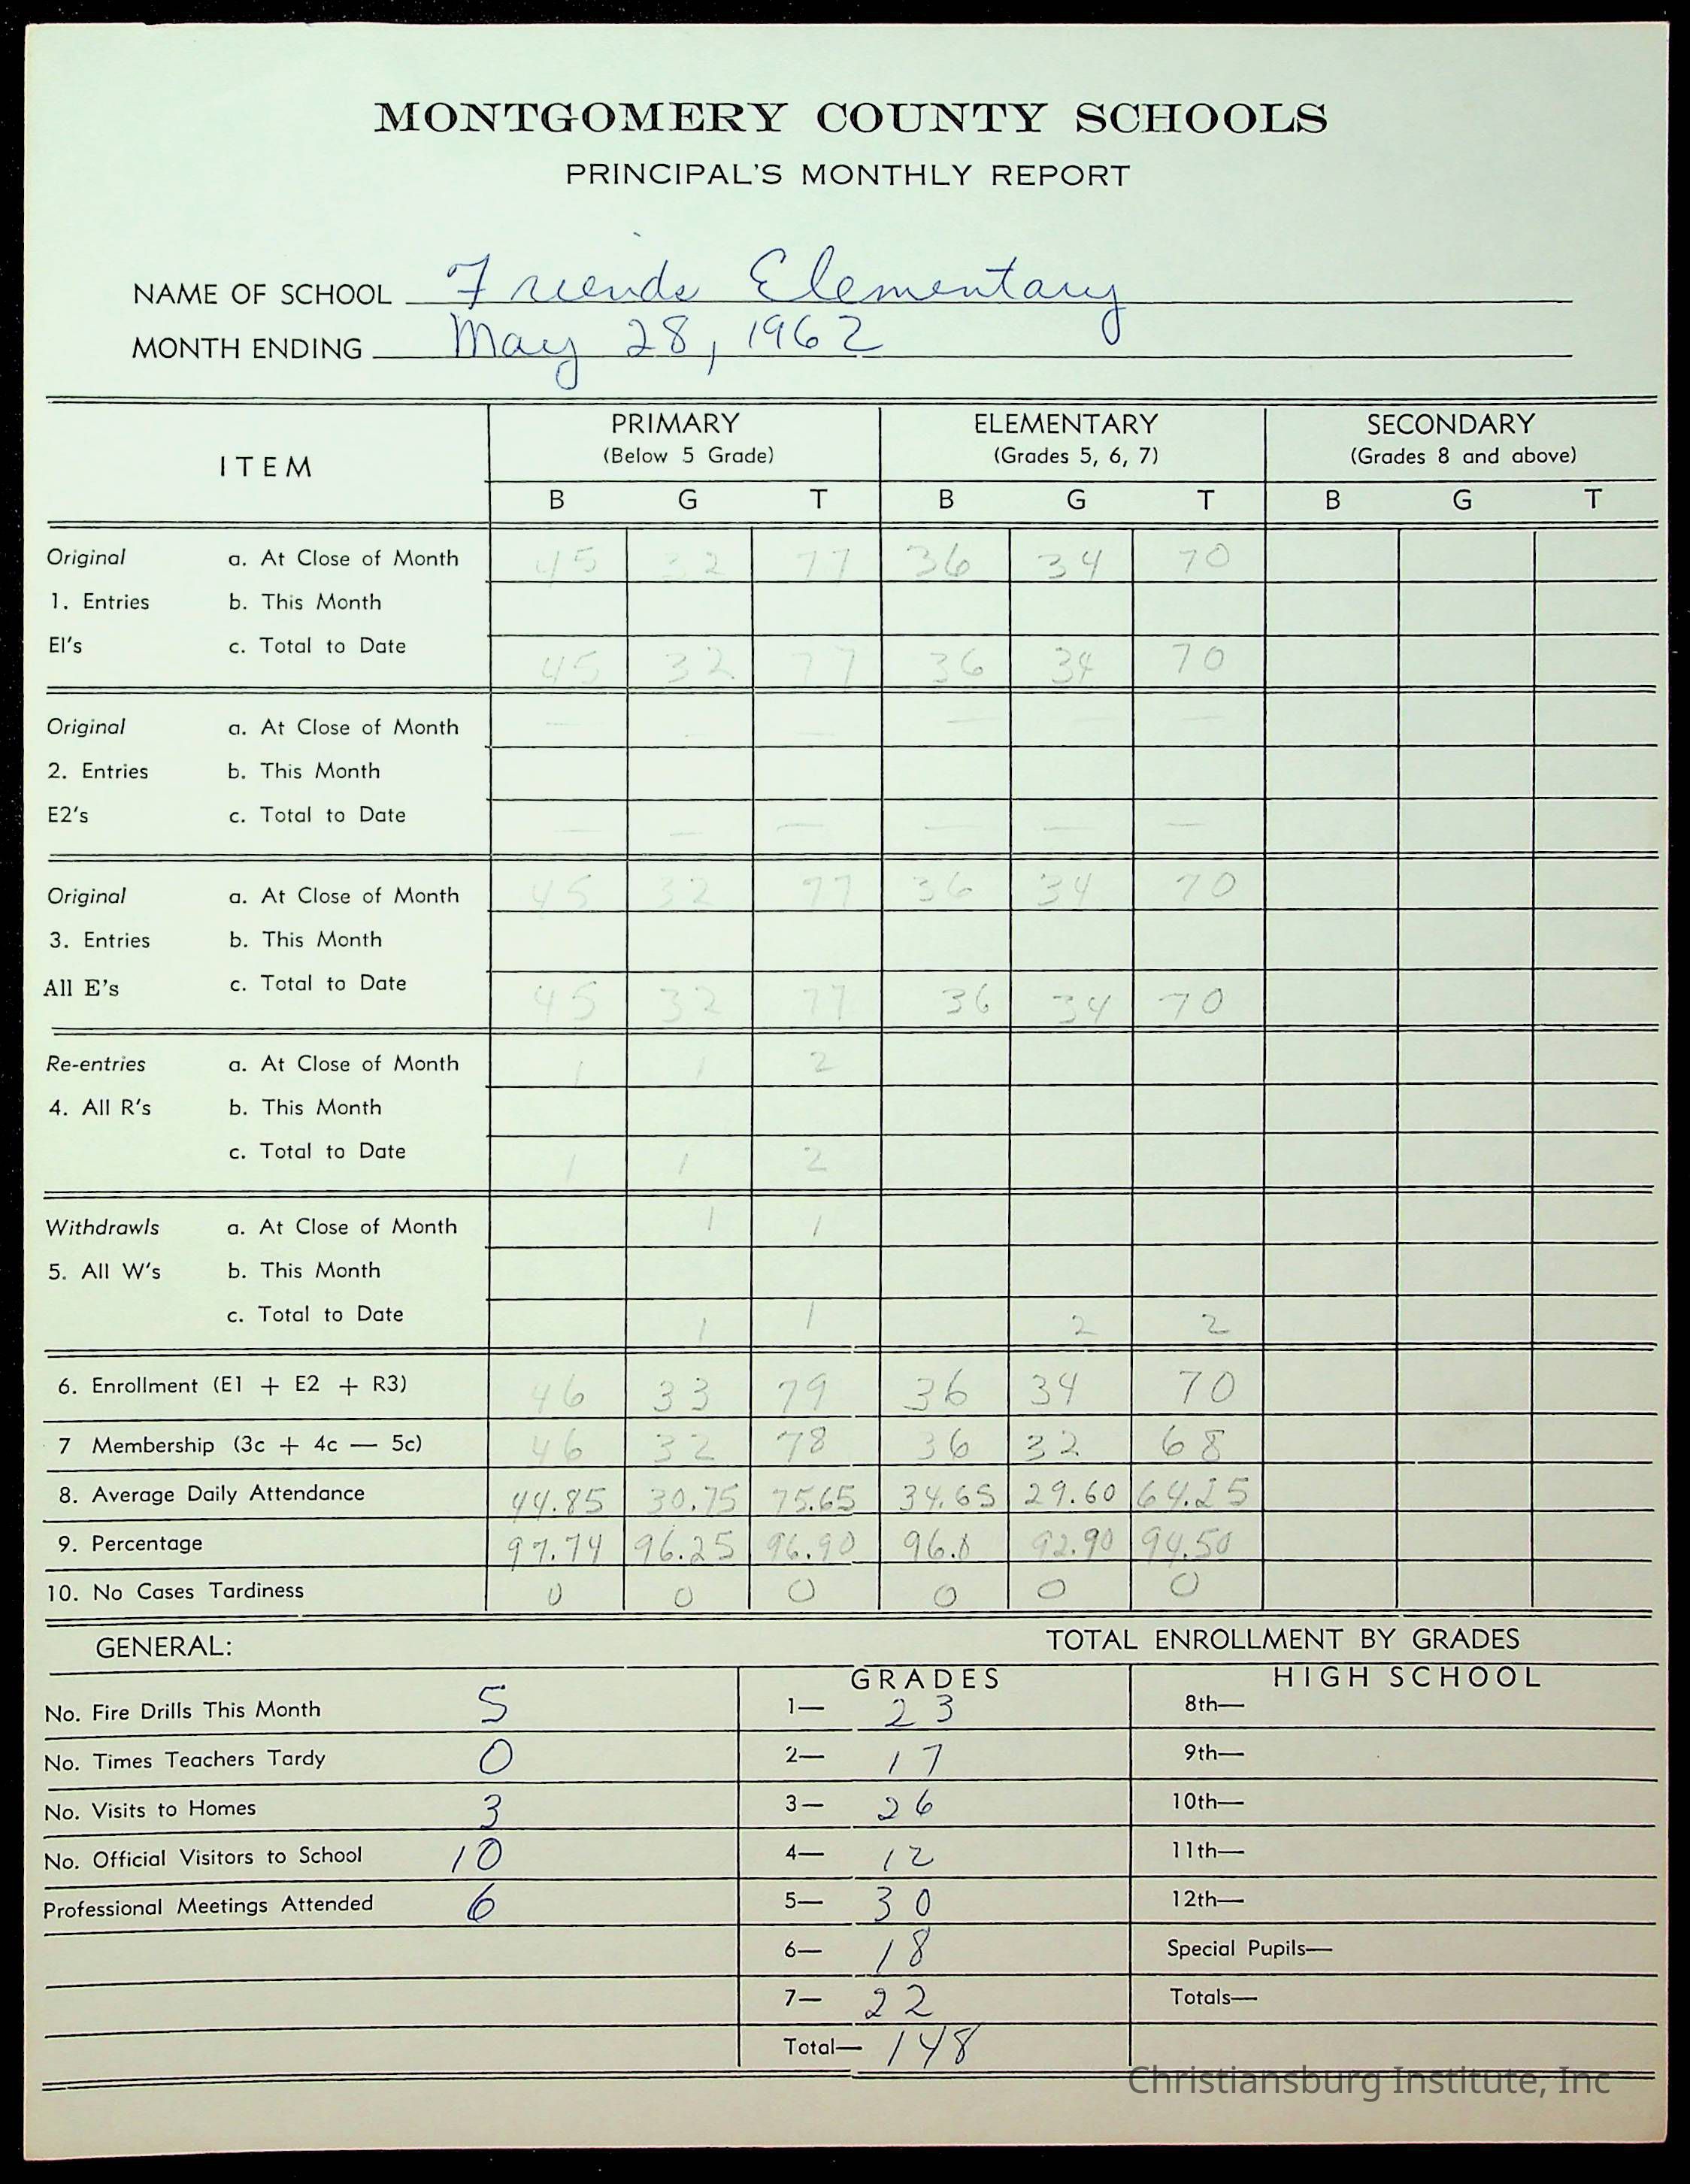 MONTGOMERY COUNTY SCHOOLS
PRINCIPAL'S MONTHLY REPORT
NAME OF SCHOOL Friends Elementary
MONTH ENDING May 28, 1962
ITEM PRIMARY ELEMENTARY SECONDARY
(Below 5 Grade) (Grades 5, 6, 7) (Grades 8 and above)
B G T B G T B G T
Original a. At Close of Month 45 32 77 36 34 70
1. Entries b. This Month
El's c. Total to Date 45 32 77 36 34 70
Original a. At Close of Month — — — — — —
2. Entries b. This Month
E2's c. Total to Date — — — — — —
Original a. At Close of Month 45 32 77 36 34 70
3. Entries b. This Month
All E's c. Total to Date 45 32 77 36 34 70
Re-entries a. At Close of Month 1 1 2
4. All R's b. This Month
c. Total to Date 1 1 2
Withdrawls a. At Close of Month 1 1
5. All W's b. This Month
c. Total to Date 1 1 2 2
6. Enrollment (E1 + E2 + R3) 46 33 79 36 34 70
7 Membership (3c + 4c — 5c) 46 32 78 36 32 68
8. Average Daily Attendance 44.85 30.75 75.65 34.65 29.60 64.25
9. Percentage 97.74 96.25 96.90 96.0 92.90 94.50
10. No Cases Tardiness 0 0 0 0 0 0
GENERAL: TOTAL ENROLLMENT BY GRADES
GRADES HIGH SCHOOL
No. Fire Drills This Month 5 1— 23 8th—
No. Times Teachers Tardy 0 2— 17 9th—
No. Visits to Homes 3 3— 26 10th—
No. Official Visitors to School 10 4— 12 11th—
Professional Meetings Attended 6 5— 30 12th—
6— 18 Special Pupils—
7— 22 Totals—
Total— 148
Christiansburg Institute, Inc